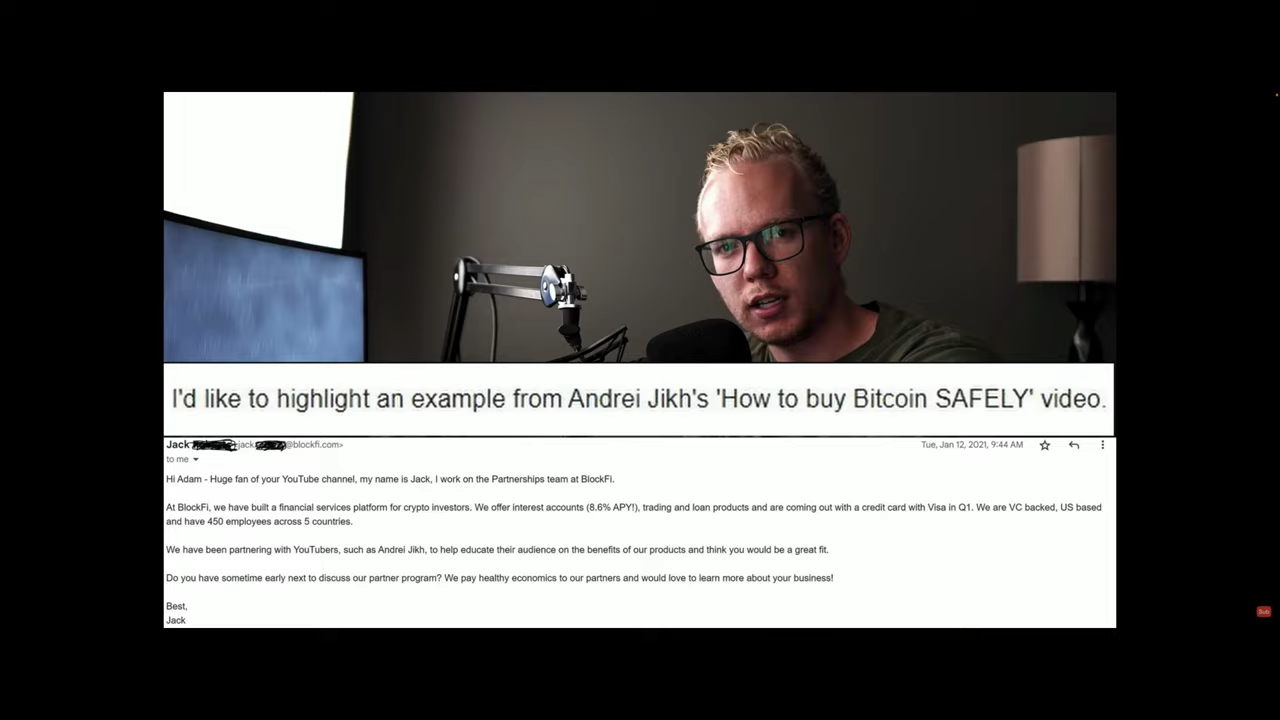 I'd like to highlight an example from Andrei Jikh's 'How to buy Bitcoin SAFELY' video.
Jack jack @blockfi.com> Tue, Jan 12, 2021, 9:44 AM
to me
Hi Adam - Huge fan of your YouTube channel, my name is Jack, I work on the Partnerships team at BlockFi.
At BlockFi, we have built a financial services platform for crypto investors. We offer interest accounts (8.6% APY!), trading and loan products and are coming out with a credit card with Visa in Q1. We are VC backed, US based
and have 450 employees across 5 countries.
We have been partnering with YouTubers, such as Andrei Jikh, to help educate their audience on the benefits of our products and think you would be a great fit.
Do you have sometime early next to discuss our partner program? We pay healthy economics to our partners and would love to learn more about your business!
Best,
Jack
Sub